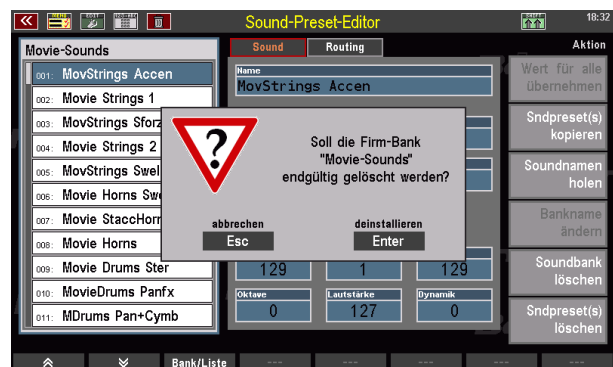 MENU EDIT
Sound-Preset-Editor
18:32
Movie-Sounds
Sound Routing
Aktion
001: MovStrings Accen
002: Movie Strings 1
003: MovStrings Sforz
004: Movie Strings 2
005: MovStrings Swel
006: Movie Horns Swe
007: Movie StaccHorr
008: Movie Horns
009: Movie Drums Ster
010: MovieDrums Panfx
011: MDrums Pan+Cymb
Name
MovStrings Accen
Soll die Firm-Bank
"Movie-Sounds"
endgültig gelöscht werden?
abbrechen
Esc
deinstallieren
Enter
129 1 129
Oktave Lautstärke Dynamik
0 127 0
Wert für alle
übernehmen
Sndpreset(s)
kopieren
Soundnamen
holen
Bankname
ändern
Soundbank
löschen
Sndpreset(s)
löschen
Bank/Liste --- --- --- --- ---